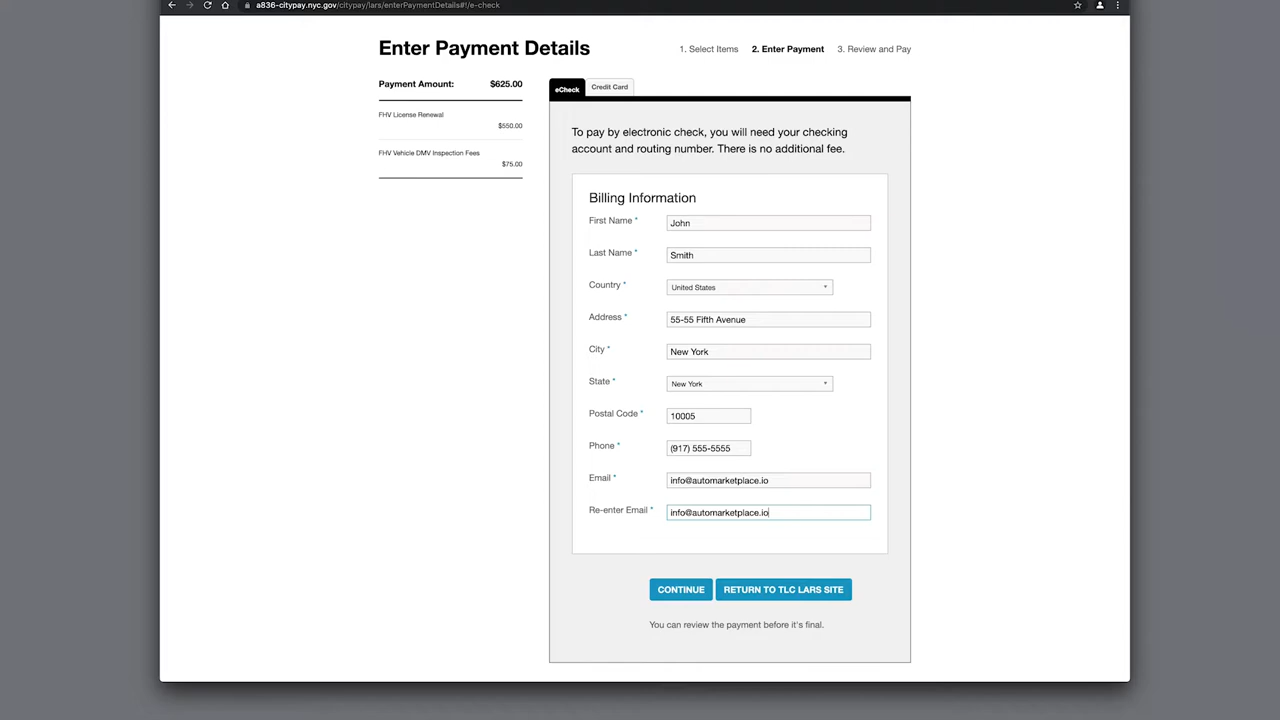 a836-citypay.nyc.gov/citypay/lars/enterPaymentDetails#!/e-check
Enter Payment Details
1. Select Items 2. Enter Payment 3. Review and Pay
Payment Amount: $625.00
FHV License Renewal
$550.00
FHV Vehicle DMV Inspection Fees
$75.00
eCheck Credit Card
To pay by electronic check, you will need your checking
account and routing number. There is no additional fee.
Billing Information
First Name * John
Last Name * Smith
Country * United States
Address * 55-55 Fifth Avenue
City * New York
State * New York
Postal Code * 10005
Phone * (917) 555-5555
Email * info@automarketplace.io
Re-enter Email * info@automarketplace.io
CONTINUE RETURN TO TLC LARS SITE
You can review the payment before it's final.